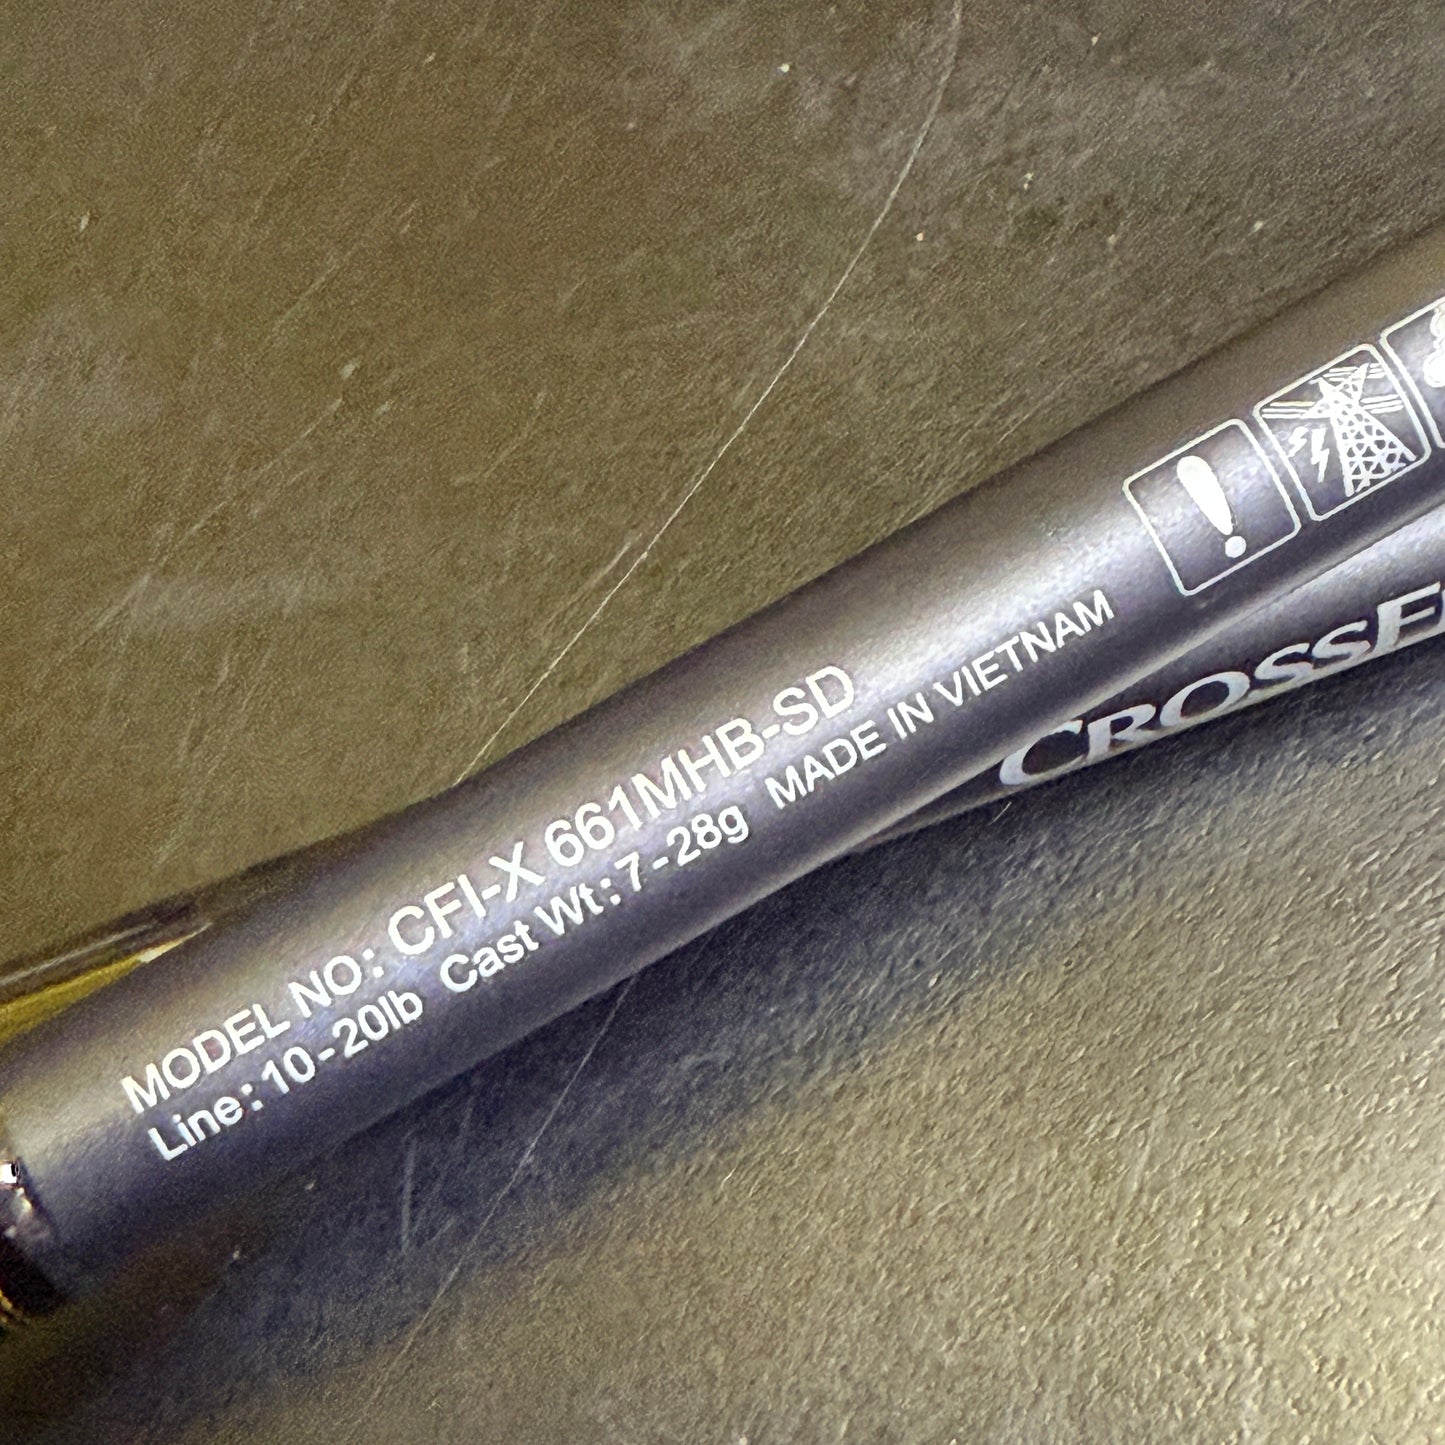 MODEL NO: CFI-X 661MHB-SD
Line: 10-20lb Cast Wt: 7-28g MADE IN VIETNAM